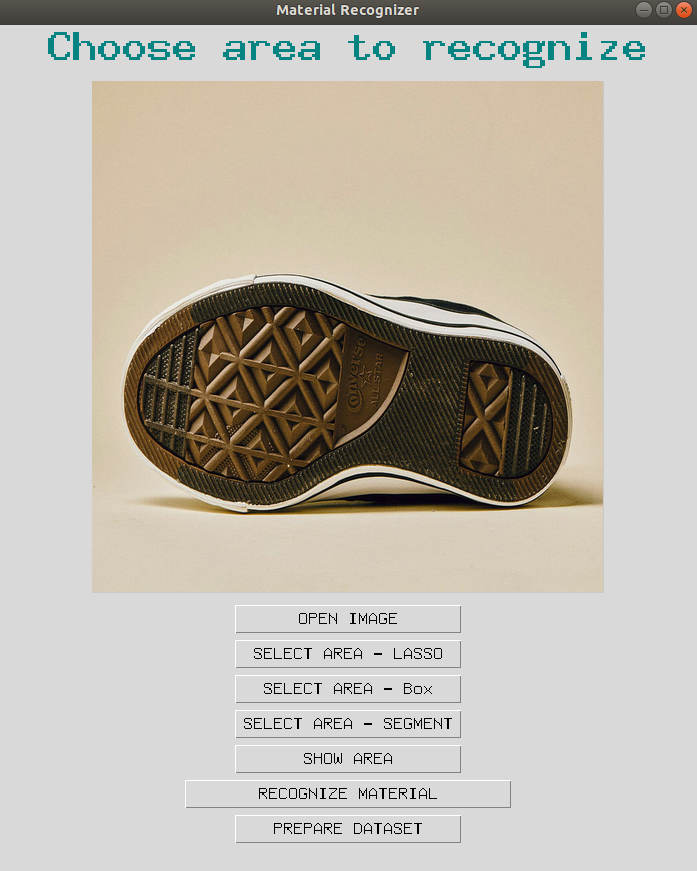 Material Recognizer
Choose area to recognize
Converse
ALL STAR
OPEN IMAGE
SELECT AREA - LASSO
SELECT AREA - Box
SELECT AREA - SEGMENT
SHOW AREA
RECOGNIZE MATERIAL
PREPARE DATASET